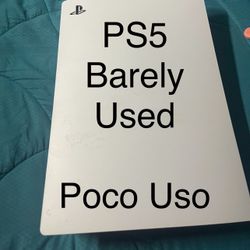 PS5
Barely
Used
Poco Uso